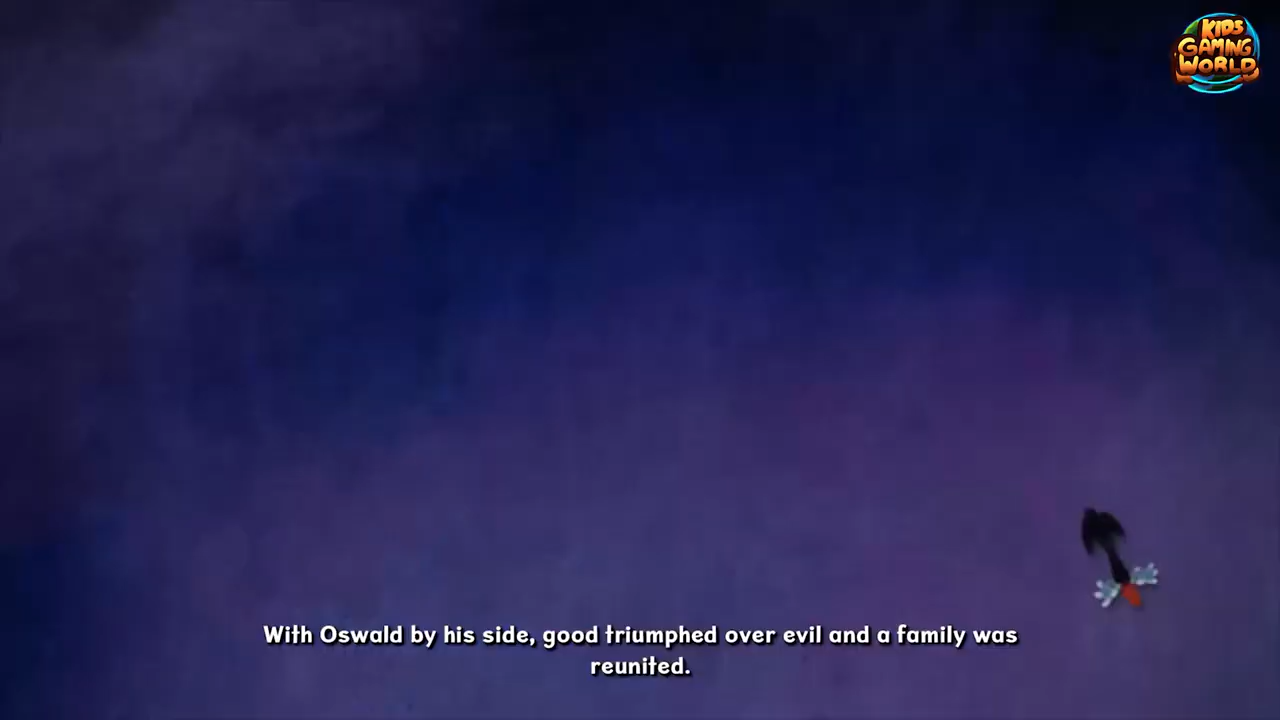 KIDS
GAMING
WORLD
With Oswald by his side, good triumphed over evil and a family was
reunited.